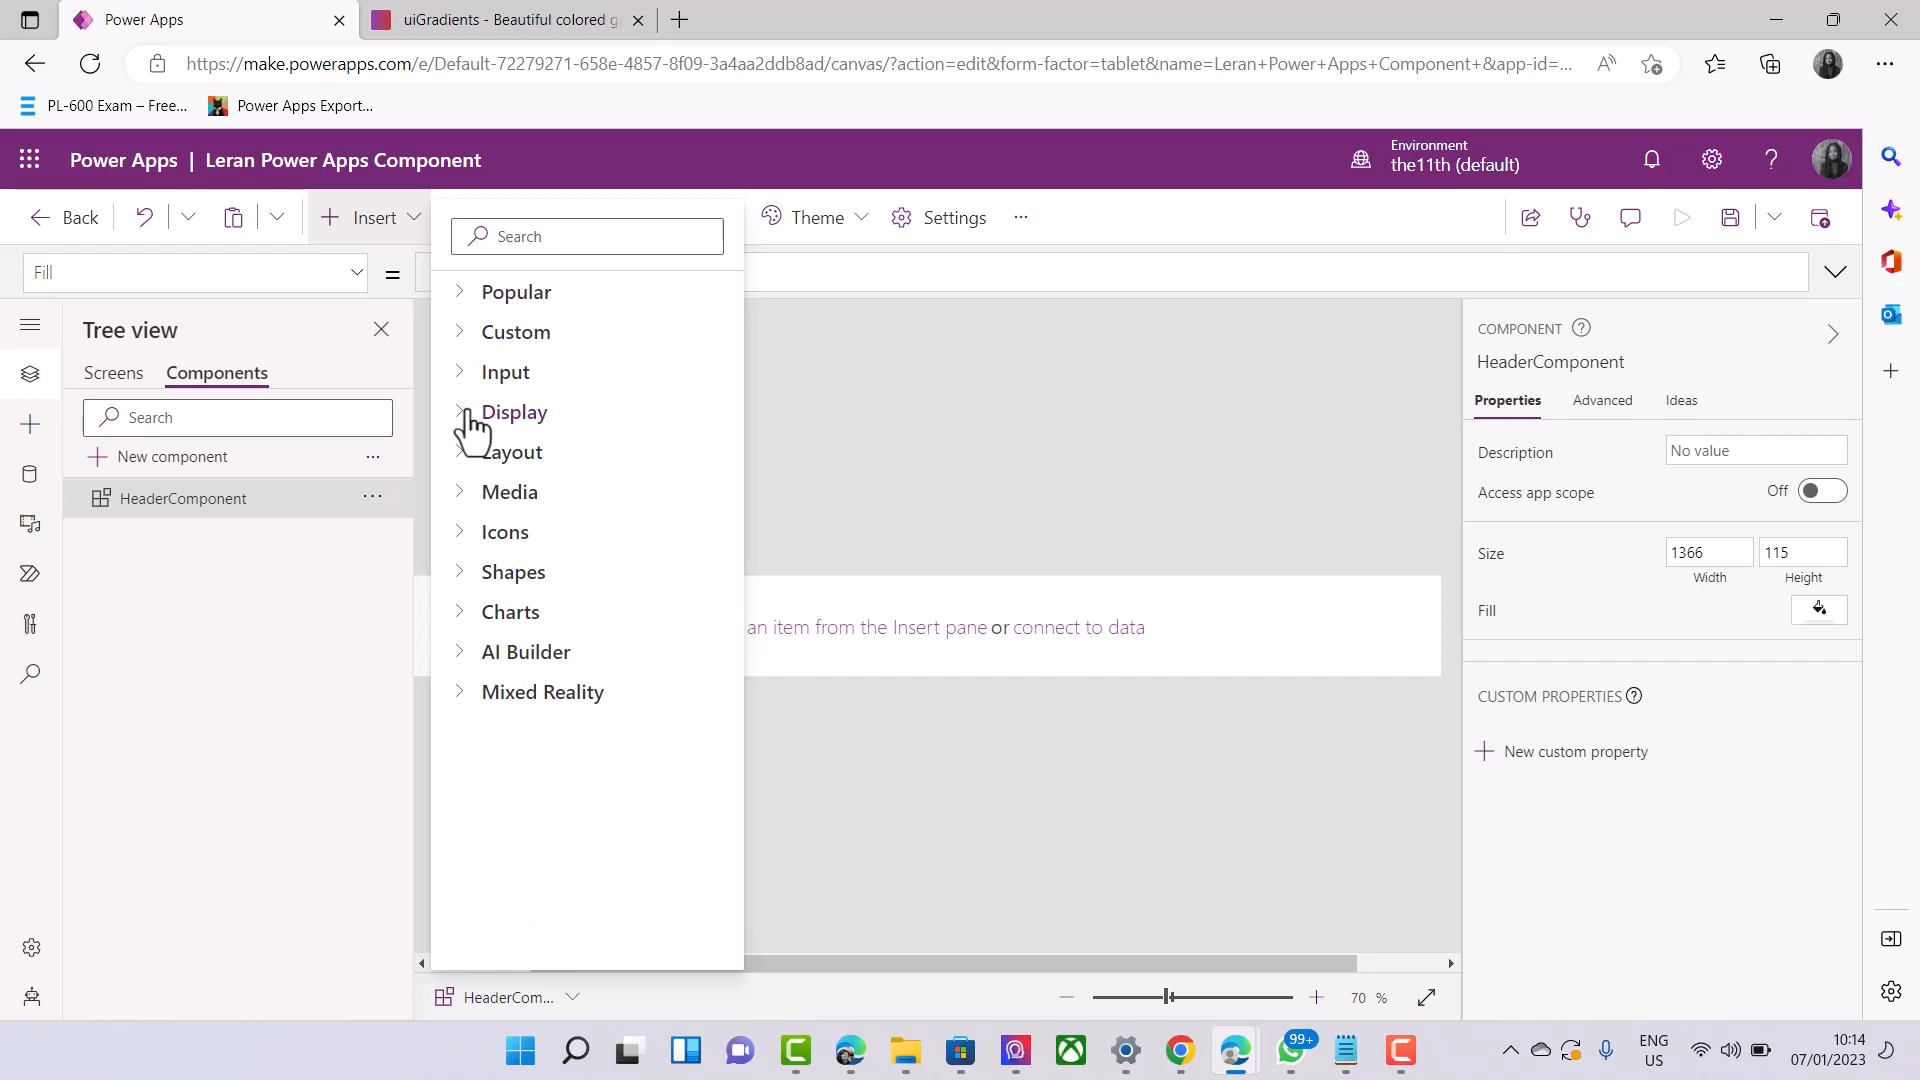 Power Apps
uiGradients - Beautiful colored g
https://make.powerapps.com/e/Default-72279271-658e-4857-8f09-3a4aa2ddb8ad/canvas/?action=edit&form-factor=tablet&name=Leran+Power+Apps+Component+&app-id=...
PL-600 Exam – Free...
Power Apps Export...
Power Apps | Leran Power Apps Component
Environment
the11th (default)
Back
Insert
Theme
Settings
Fill
=
Search
Popular
Custom
Input
Display
Layout
Media
Icons
Shapes
Charts
AI Builder
Mixed Reality
Tree view
Screens
Components
Search
New component
HeaderComponent
an item from the Insert pane or connect to data
COMPONENT
HeaderComponent
Properties
Advanced
Ideas
Description
No value
Access app scope
Off
Size
1366
115
Width
Height
Fill
CUSTOM PROPERTIES
New custom property
HeaderCom...
70 %
99+
ENG
US
10:14
07/01/2023